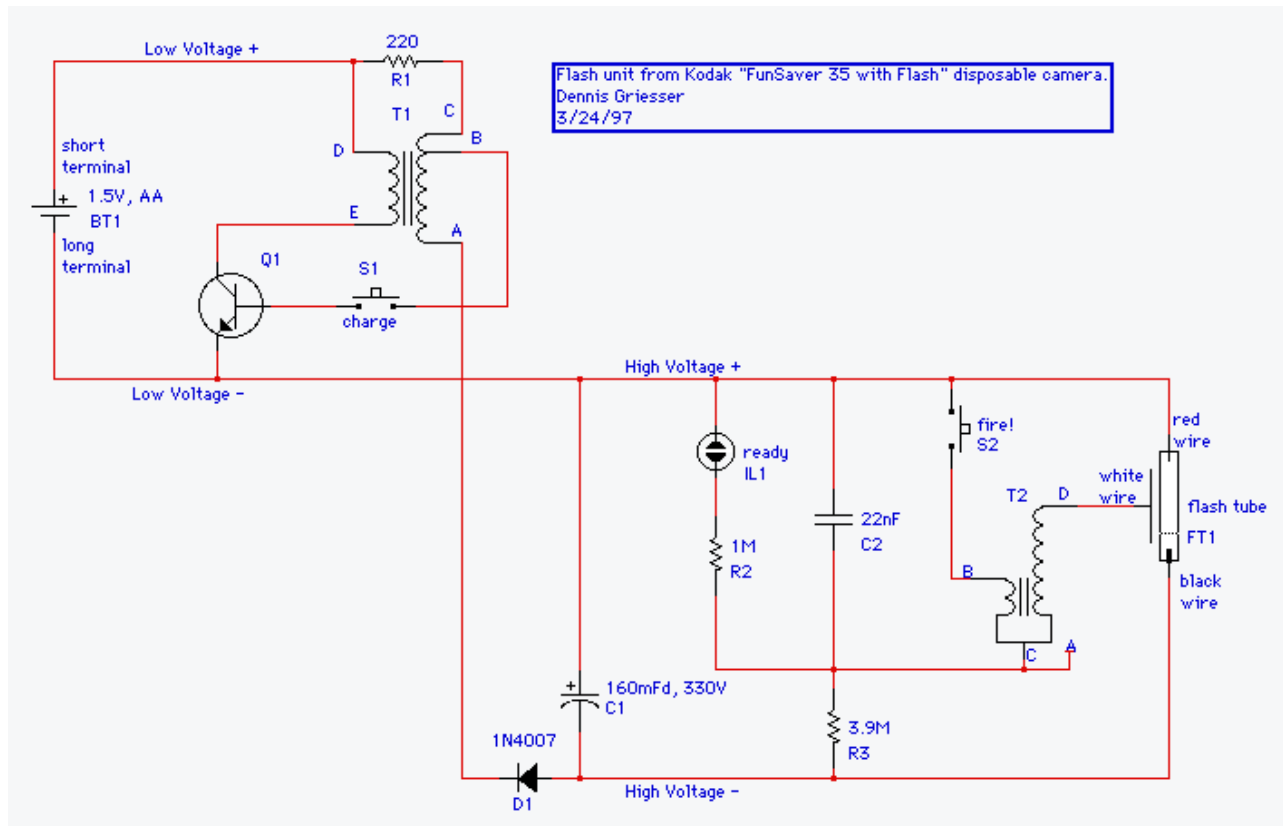 Low Voltage +
220
R1
Flash unit from Kodak "FunSaver 35 with Flash" disposable camera.
Dennis Griesser
3/24/97
T1
C
B
D
short
terminal
+
1.5V, AA
BT1
E
A
long
terminal
Q1
S1
charge
Low Voltage -
High Voltage +
fire!
S2
red
wire
ready
IL1
white
wire
T2
D
flash tube
FT1
22nF
C2
1M
R2
B
black
wire
C
A
+
160mFd, 330V
C1
3.9M
R3
1N4007
D1
High Voltage -